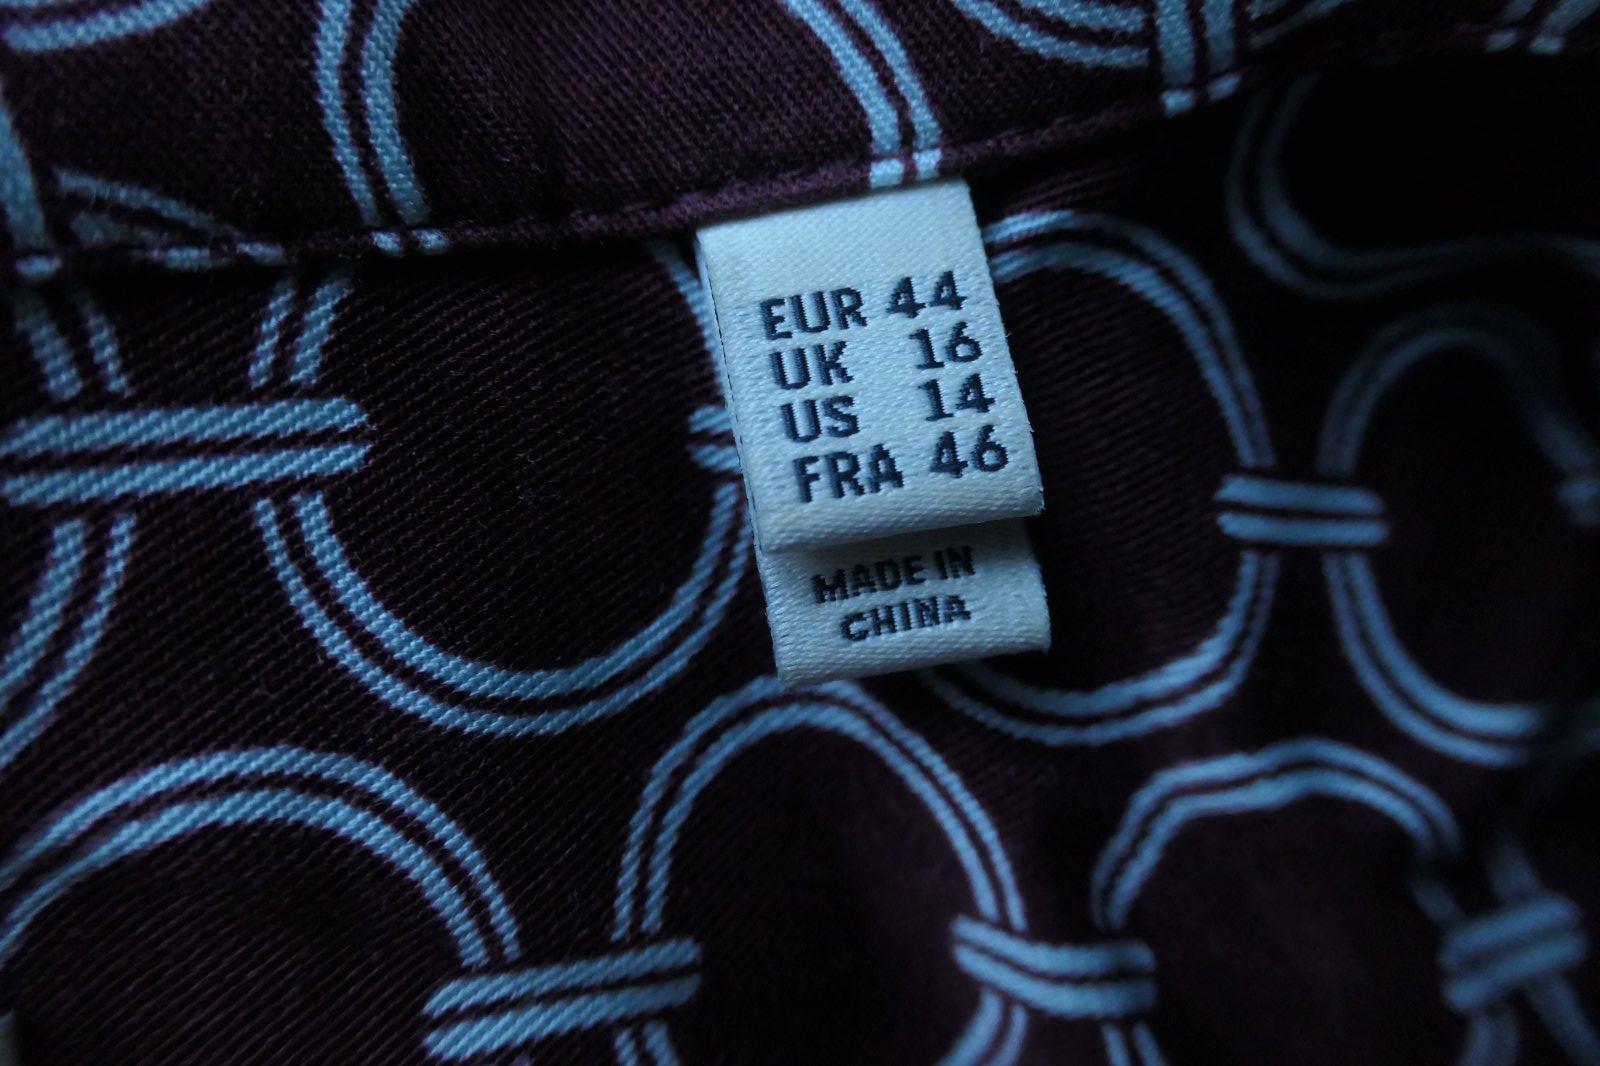 EUR 44
UK 16
US 14
FRA 46
MADE IN
CHINA